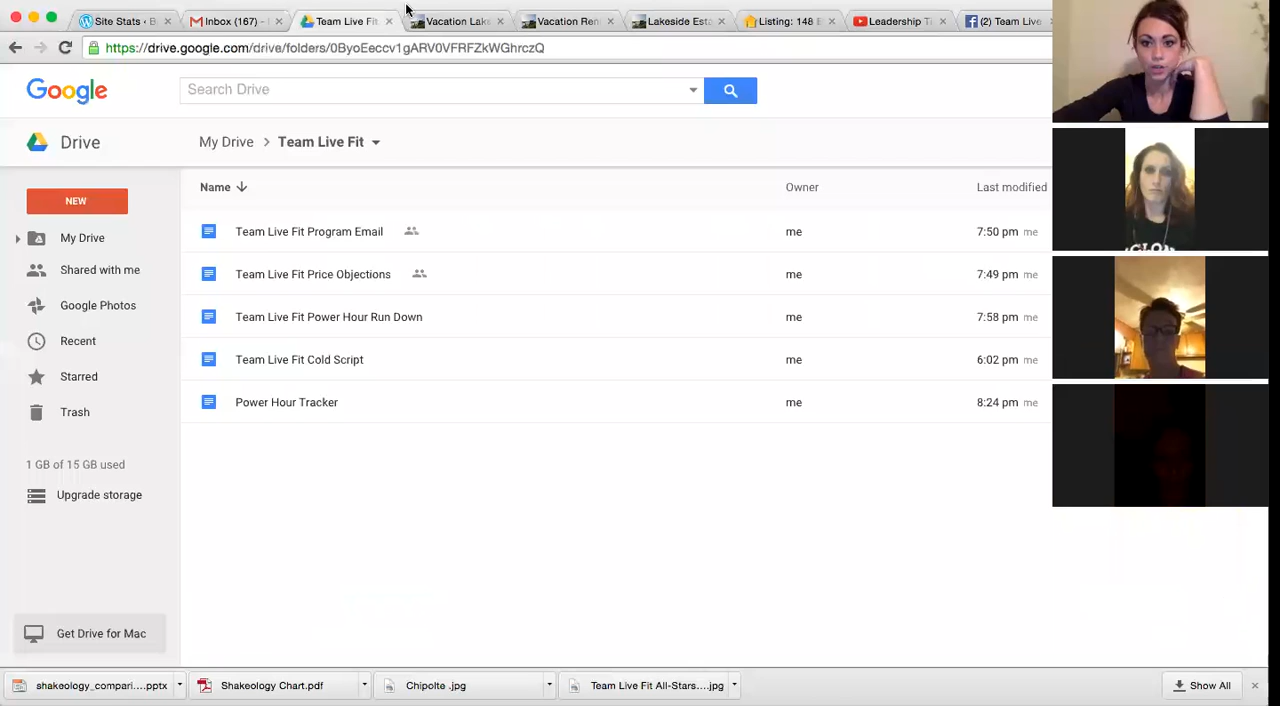 Site Stats ‹ B
Inbox (167) -
Team Live Fit
Vacation Lak
Vacation Ren
Lakeside Esta
Listing: 148 E
Leadership T
(2) Team Live
https://drive.google.com/drive/folders/0ByoEeccv1gARV0VFRFZkWGhrczQ
Google
Search Drive
Drive
My Drive > Team Live Fit
NEW
Name
Owner
Last modified
My Drive
Shared with me
Google Photos
Recent
Starred
Trash
1 GB of 15 GB used
Upgrade storage
Get Drive for Mac
Team Live Fit Program Email me 7:50 pm me
Team Live Fit Price Objections me 7:49 pm me
Team Live Fit Power Hour Run Down me 7:58 pm me
Team Live Fit Cold Script me 6:02 pm me
Power Hour Tracker me 8:24 pm me
shakeology_compari....pptx
Shakeology Chart.pdf
Chipolte .jpg
Team Live Fit All-Stars....jpg
Show All